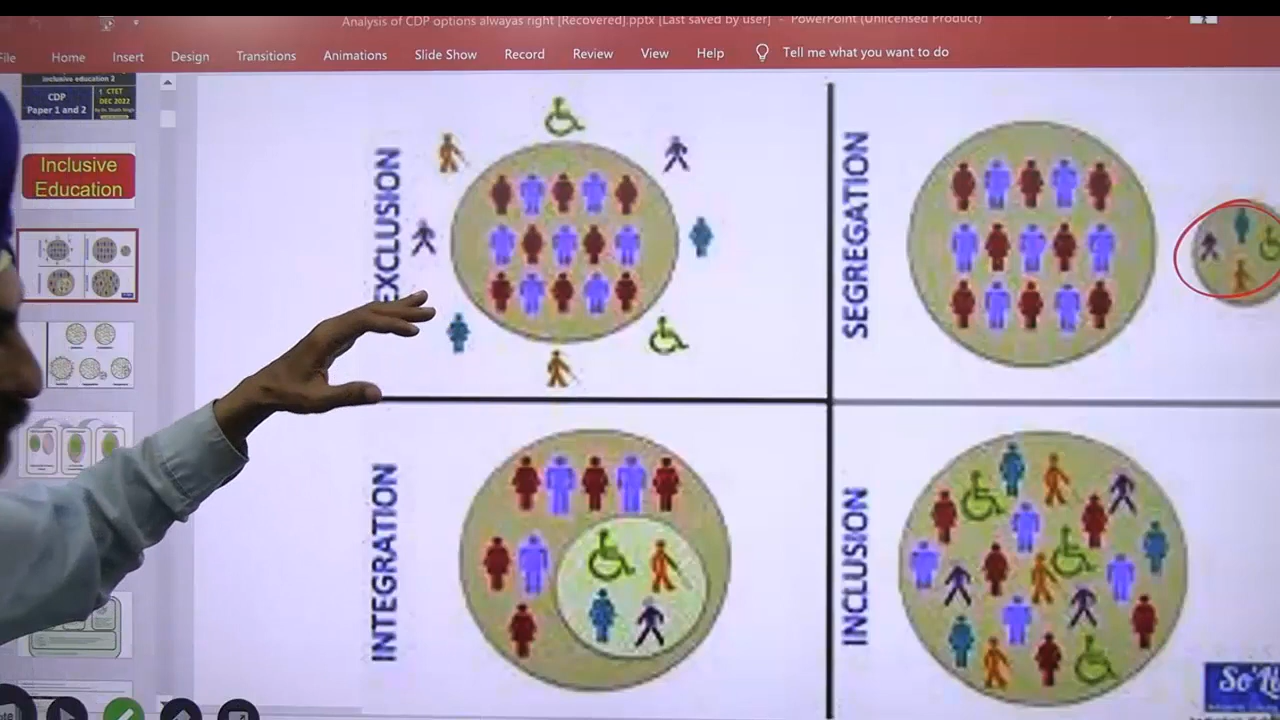 Analysis of CDP options alwayas right [Recovered].pptx [Last saved by user] - PowerPoint (Unlicensed Product)
File Home Insert Design Transitions Animations Slide Show Record Review View Help Tell me what you want to do
Inclusive education 2
CDP
Paper 1 and 2
CTET
DEC 2022
Inclusive
Education
EXCLUSION
SEGREGATION
INTEGRATION
INCLUSION